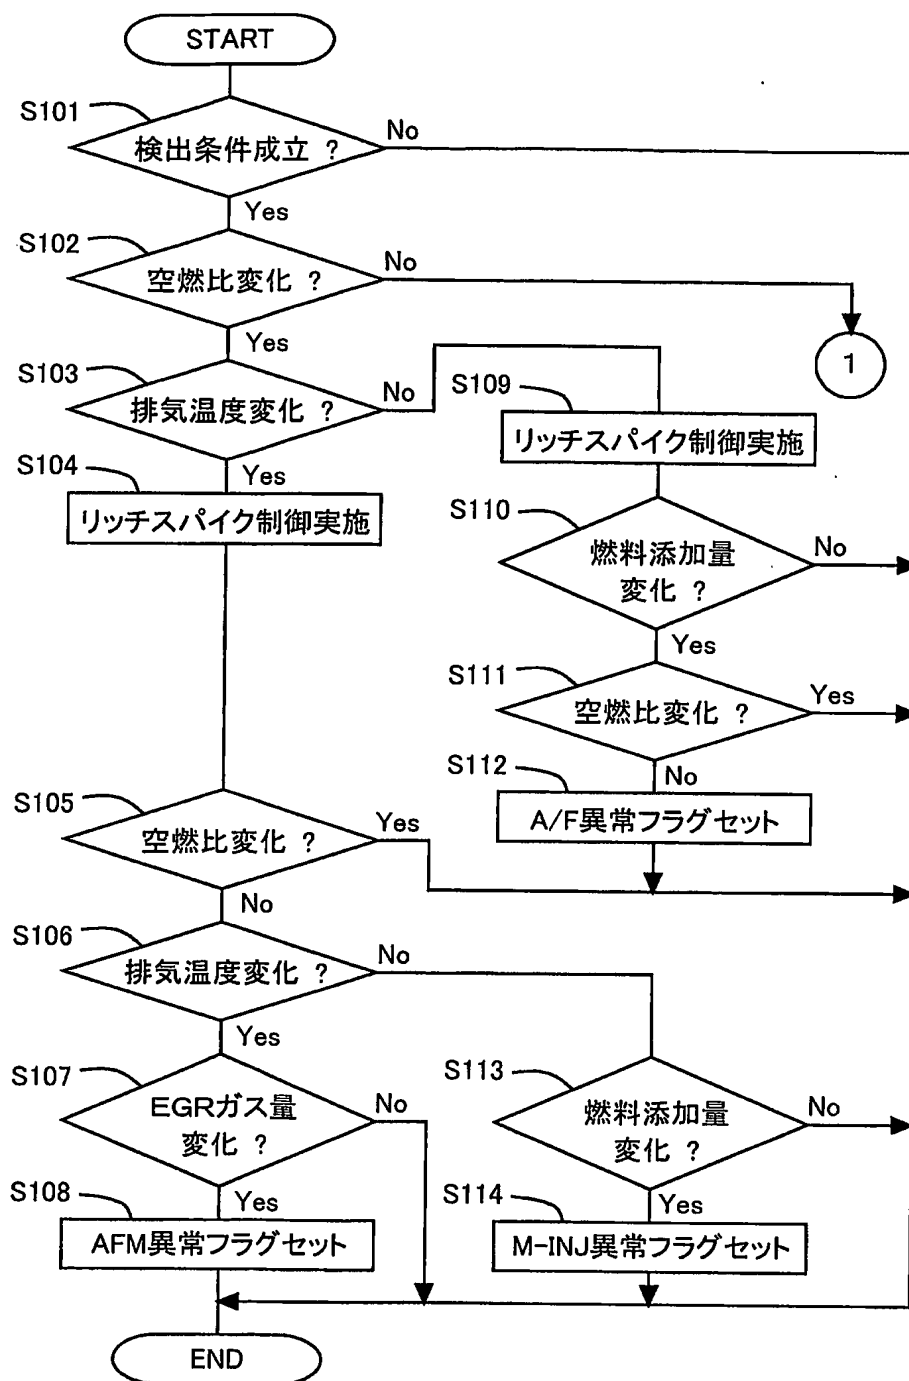 START
S101
検出条件成立 ?
No
Yes
S102
空燃比変化 ?
No
Yes
1
S103
排気温度変化 ?
No
Yes
S104
リッチスパイク制御実施
S109
リッチスパイク制御実施
S110
燃料添加量
変化 ?
No
Yes
S111
空燃比変化 ?
Yes
No
S112
A/F異常フラグセット
S105
空燃比変化 ?
Yes
No
S106
排気温度変化 ?
No
Yes
S107
EGRガス量
変化 ?
No
Yes
S108
AFM異常フラグセット
S113
燃料添加量
変化 ?
No
Yes
S114
M-INJ異常フラグセット
END